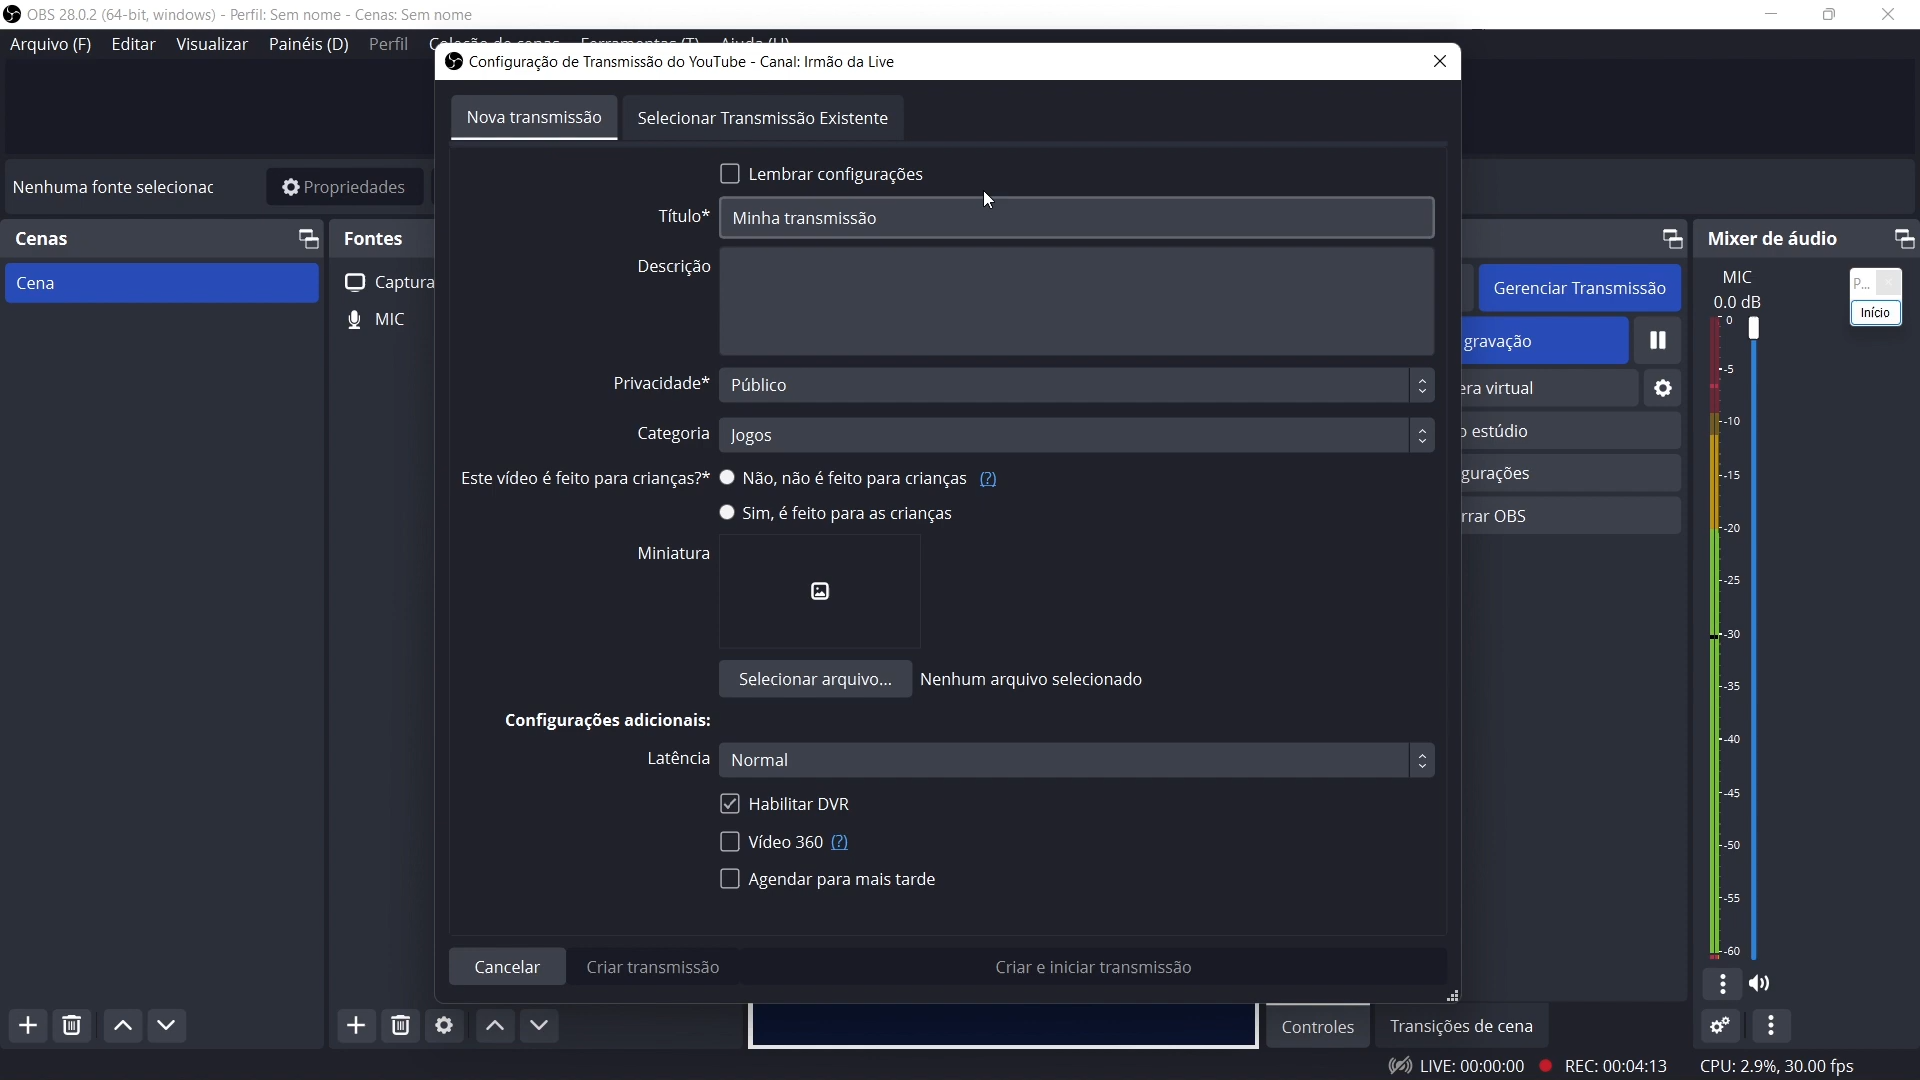 OBS 28.0.2 (64-bit, windows) - Perfil: Sem nome - Cenas: Sem nome
Arquivo (F) Editar Visualizar Painéis (D) Perfil
Configuração de Transmissão do YouTube - Canal: Irmão da Live
Nova transmissão Selecionar Transmissão Existente
Lembrar configurações
Nenhuma fonte selecionac Propriedades
Título* Minha transmissão
Cenas Fontes Mixer de áudio
Descrição
Cena Captura MIC P...
Gerenciar Transmissão 0.0 dB Início
MIC gravação
Privacidade* Público era virtual
Categoria Jogos o estúdio
Este vídeo é feito para crianças?* Não, não é feito para crianças (?) gurações
Sim, é feito para as crianças rrar OBS
Miniatura
Selecionar arquivo... Nenhum arquivo selecionado
Configurações adicionais:
Latência Normal
Habilitar DVR
Vídeo 360 (?)
Agendar para mais tarde
0
-5
-10
-15
-20
-25
-30
-35
-40
-45
-50
-55
-60
Cancelar Criar transmissão Criar e iniciar transmissão
Controles Transições de cena
LIVE: 00:00:00 REC: 00:04:13 CPU: 2.9%, 30.00 fps